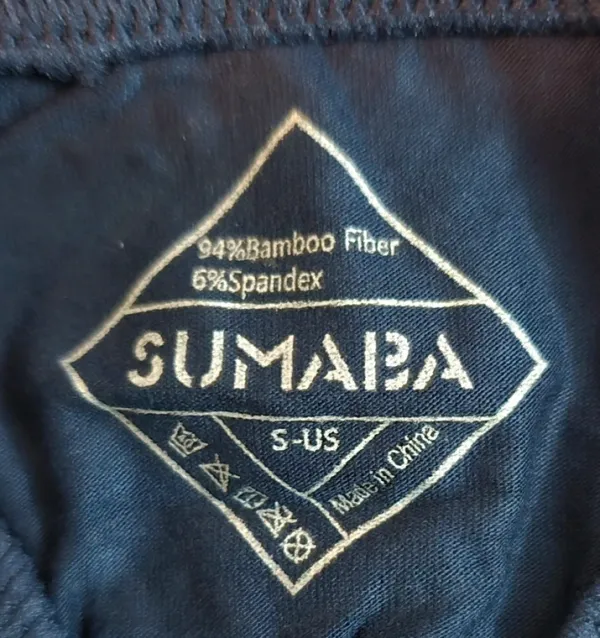 94%Bamboo Fiber
6%Spandex
SUMABA
S-US
Made in China